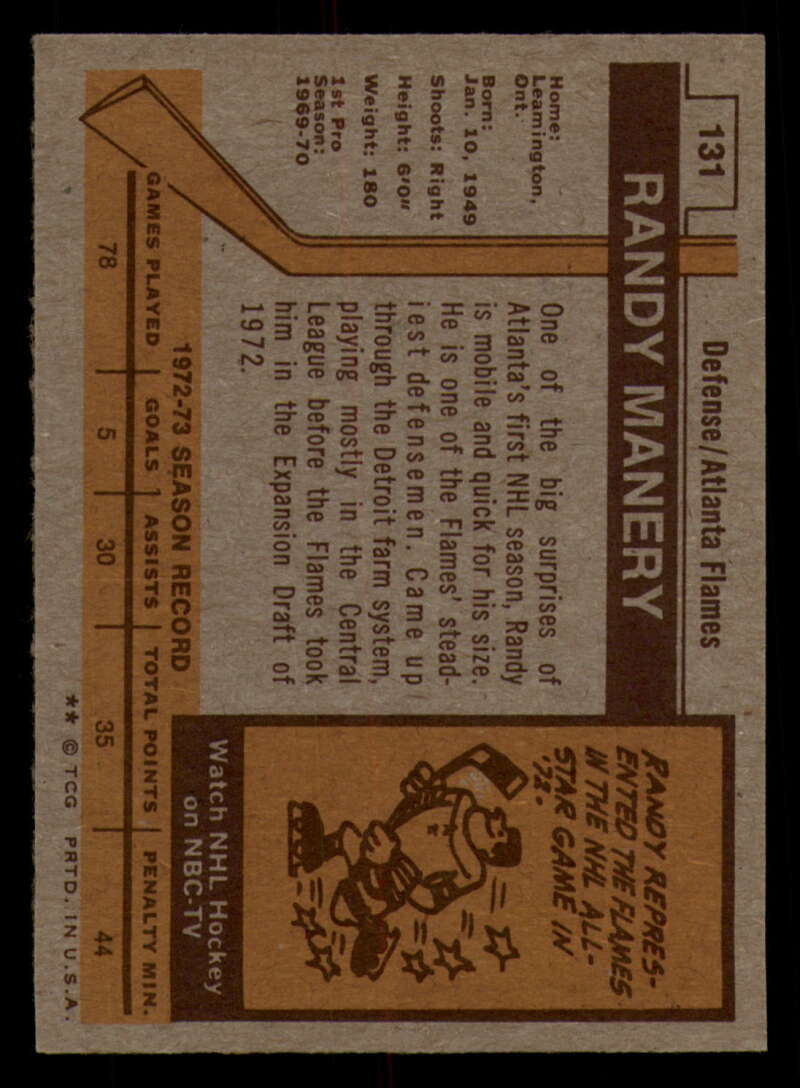 131
Defense/Atlanta Flames
RANDY MANERY
Home:
Leamington,
Ont.
Born:
Jan. 10, 1949
Shoots: Right
Height: 6'0"
Weight: 180
1st Pro
Season:
1969-70
One of the big surprises of
Atlanta's first NHL season, Randy
is mobile and quick for his size.
He is one of the Flames' stead-
iest defensemen. Came up
through the Detroit farm system,
playing mostly in the Central
League before the Flames took
him in the Expansion Draft of
1972.
RANDY REPRES-
ENTED THE FLAMES
IN THE NHL ALL-
STAR GAME IN
'73.
Watch NHL Hockey
on NBC-TV
1972-73 SEASON RECORD
GAMES PLAYED | GOALS | ASSISTS | TOTAL POINTS | PENALTY MIN.
78 5 30 35 44
** © TCG PRTD. IN U.S.A.